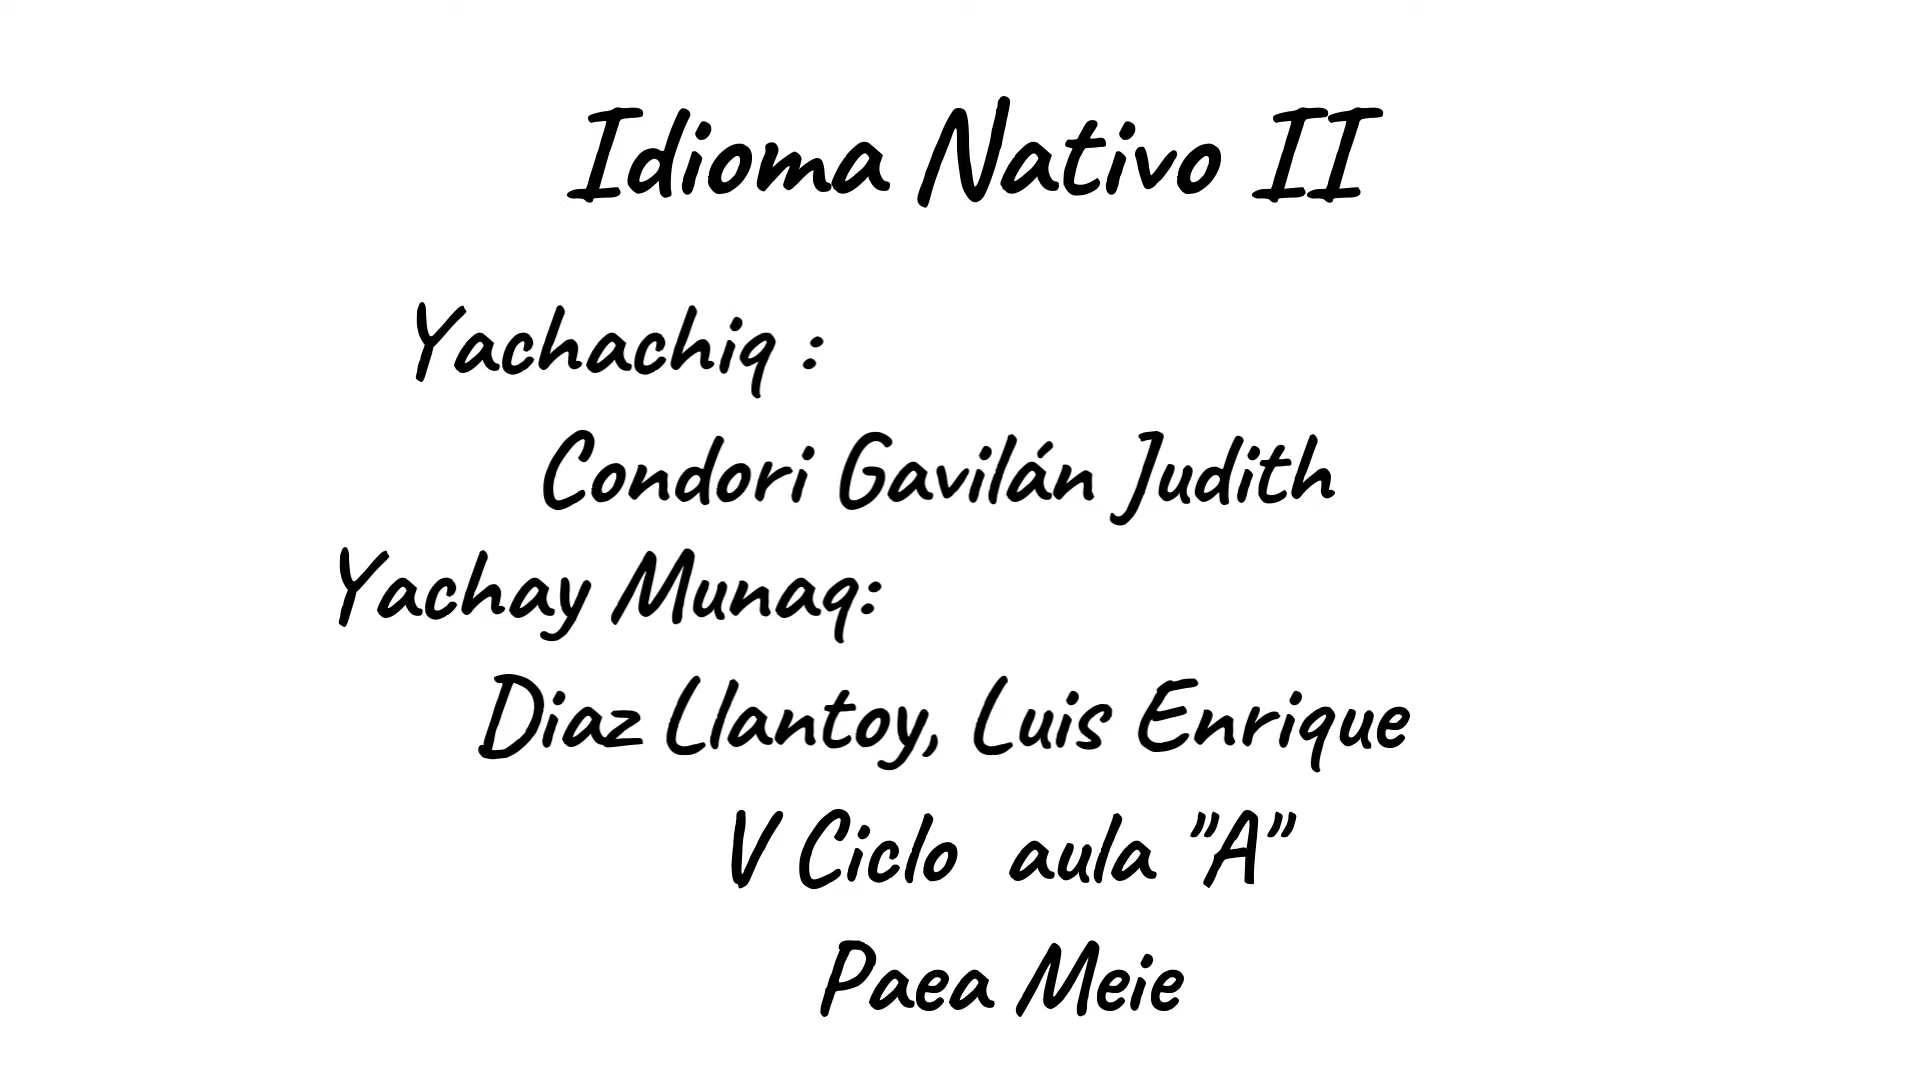 Idioma Nativo II
Yachachiq :
Condori Gavilán Judith
Yachay Munaq:
Diaz Llantoy, Luis Enrique
V Ciclo aula "A"
Paea Meie